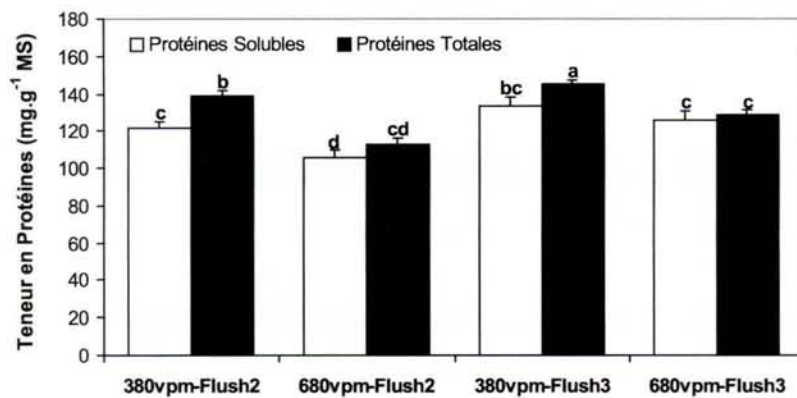 Teneur en Protéines (mg.g⁻¹ MS)
180
160
140
120
100
80
60
40
20
0
□ Protéines Solubles ■ Protéines Totales
c b d cd bc a c c
380vpm-Flush2 680vpm-Flush2 380vpm-Flush3 680vpm-Flush3